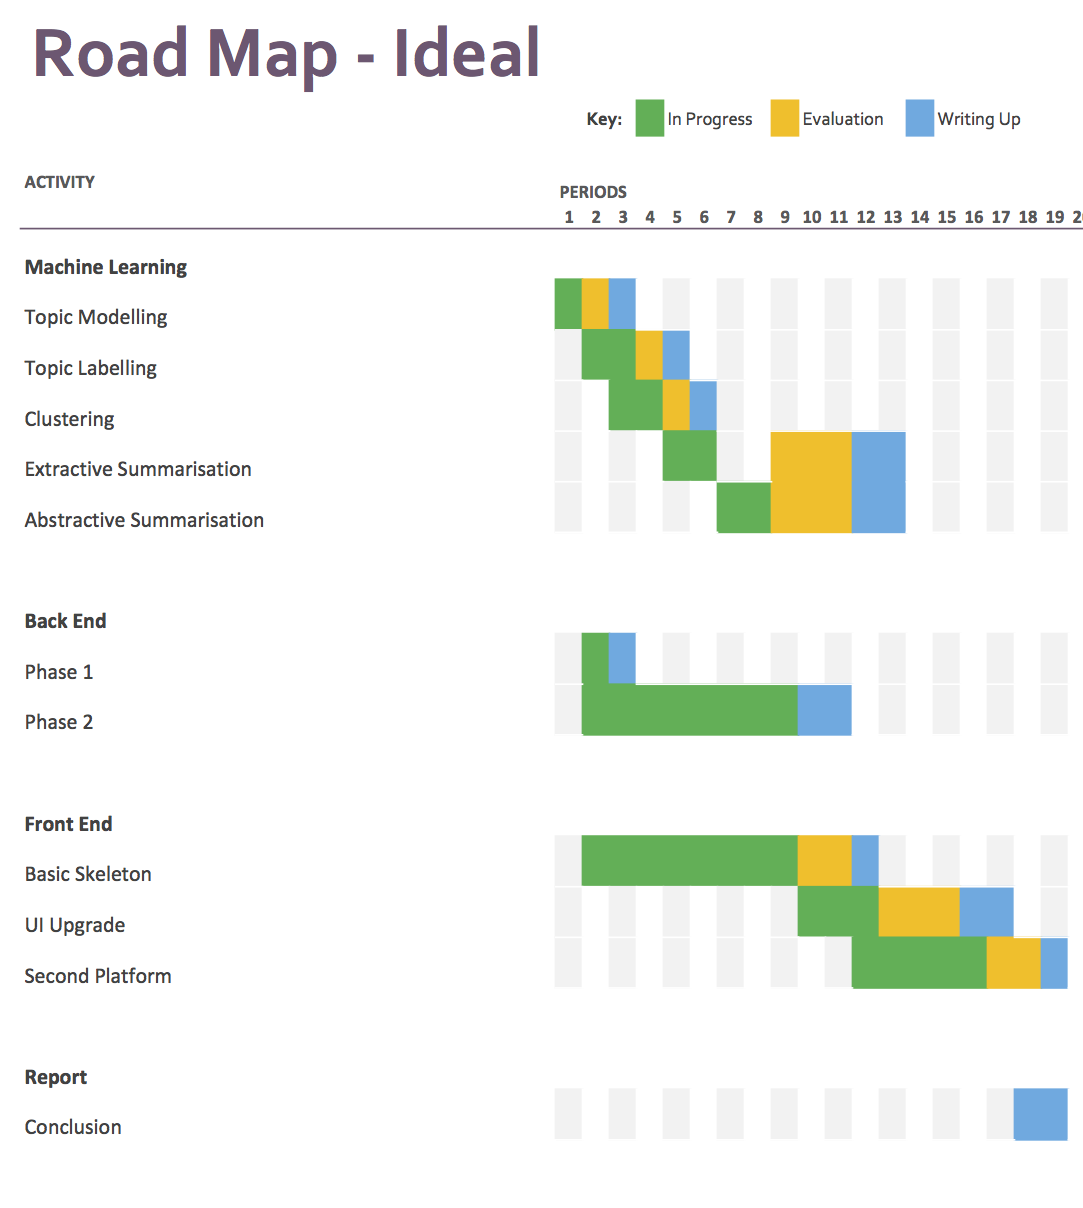 Road Map - Ideal
Key: In Progress Evaluation Writing Up
ACTIVITY
PERIODS
1 2 3 4 5 6 7 8 9 10 11 12 13 14 15 16 17 18 19
Machine Learning
Topic Modelling
Topic Labelling
Clustering
Extractive Summarisation
Abstractive Summarisation
Back End
Phase 1
Phase 2
Front End
Basic Skeleton
UI Upgrade
Second Platform
Report
Conclusion